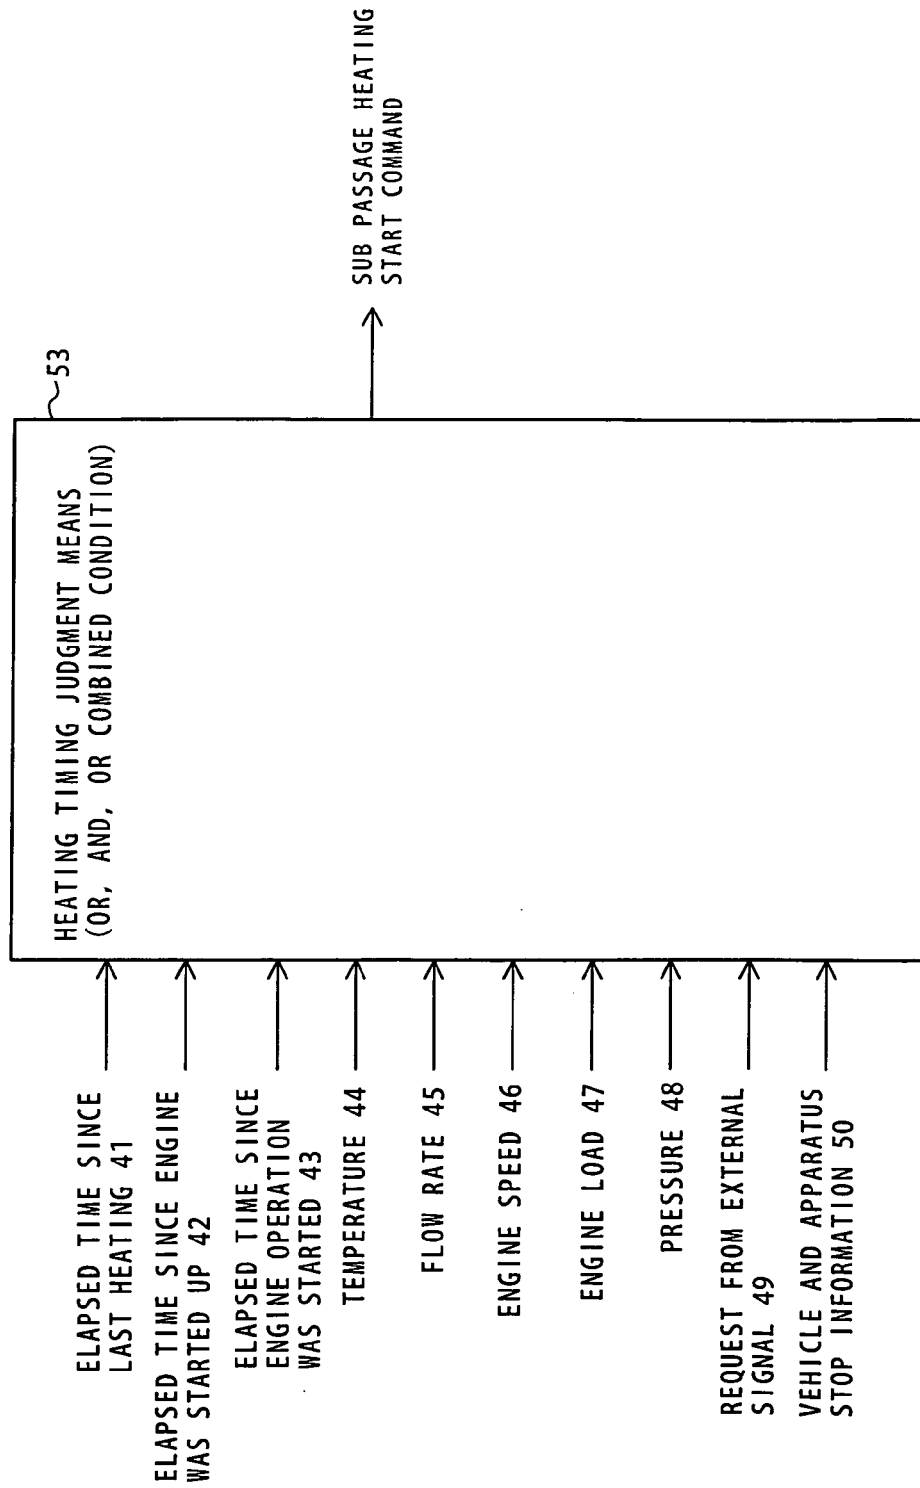 HEATING TIMING JUDGMENT MEANS
(OR, AND, OR COMBINED CONDITION)
53
ELAPSED TIME SINCE
LAST HEATING 41
ELAPSED TIME SINCE ENGINE
WAS STARTED UP 42
ELAPSED TIME SINCE
ENGINE OPERATION
WAS STARTED 43
TEMPERATURE 44
FLOW RATE 45
ENGINE SPEED 46
ENGINE LOAD 47
PRESSURE 48
REQUEST FROM EXTERNAL
SIGNAL 49
VEHICLE AND APPARATUS
STOP INFORMATION 50
SUB PASSAGE HEATING
START COMMAND